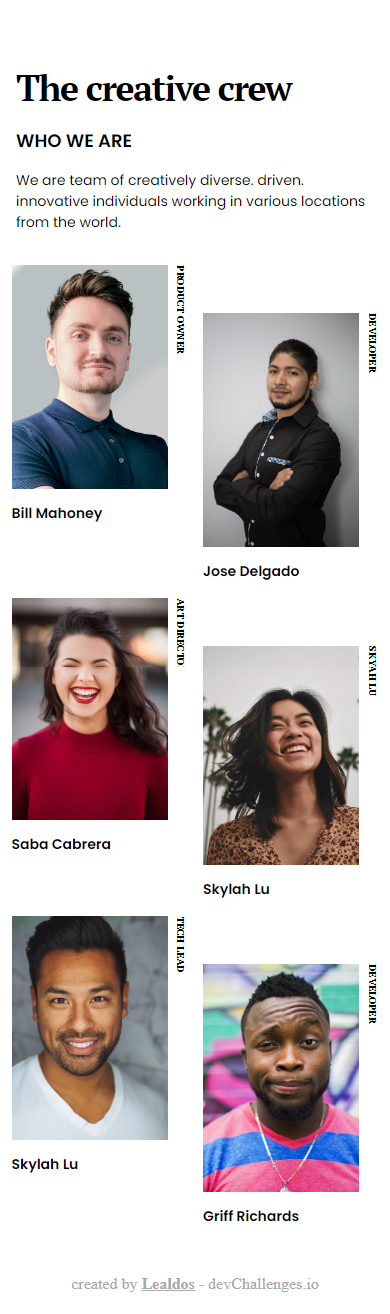 The creative crew
WHO WE ARE
We are team of creatively diverse. driven.
innovative individuals working in various locations
from the world.
PRODUCT OWNER
Bill Mahoney
DEVELOPER
Jose Delgado
ART DIRECTO
Saba Cabrera
SKYAH LU
Skylah Lu
TECH LEAD
Skylah Lu
DEVELOPER
Griff Richards
created by Lealdos - devChallenges.io